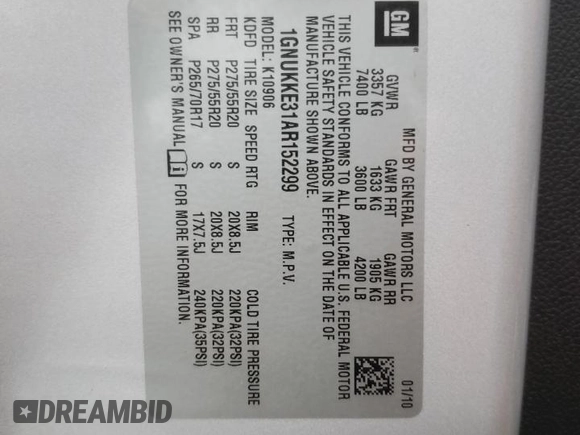 GM
MFD BY GENERAL MOTORS LLC
01/10
GVWR GAWR FRT GAWR RR
3357 KG 1633 KG 1905 KG
7400 LB 3600 LB 4200 LB
THIS VEHICLE CONFORMS TO ALL APPLICABLE U.S. FEDERAL MOTOR
VEHICLE SAFETY STANDARDS IN EFFECT ON THE DATE OF
MANUFACTURE SHOWN ABOVE.
1GNUKKE31AR152299 TYPE: M.P.V.
MODEL: K10906
KDFD TIRE SIZE SPEED RTG RIM COLD TIRE PRESSURE
FRT P275/55R20 S 20X8.5J 220KPA(32PSI)
RR P275/55R20 S 20X8.5J 220KPA(32PSI)
SPA P265/70R17 S 17X7.5J 240KPA(35PSI)
SEE OWNER'S MANUAL FOR MORE INFORMATION.
DREAMBID